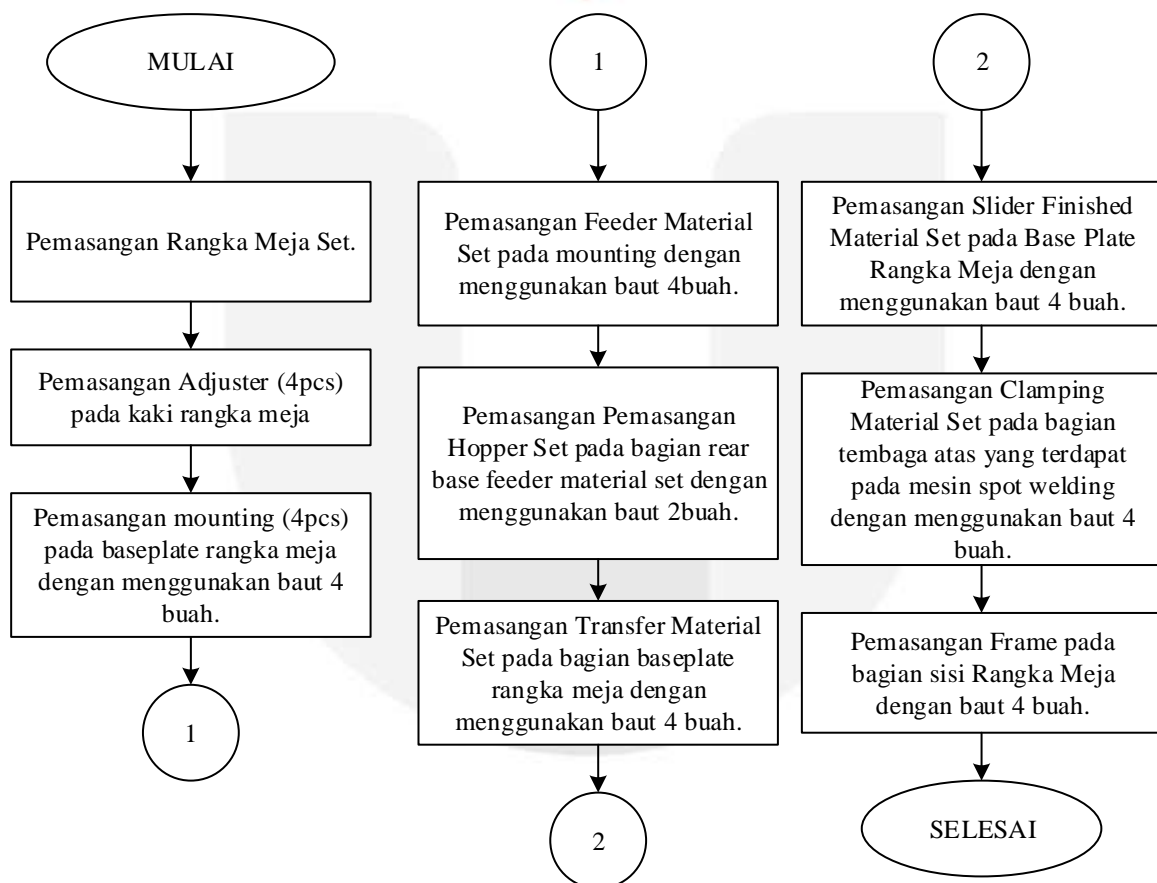 MULAI
Pemasangan Rangka Meja Set.
Pemasangan Adjuster (4pcs)
pada kaki rangka meja
Pemasangan mounting (4pcs)
pada baseplate rangka meja
dengan menggunakan baut 4
buah.
1
1
Pemasangan Feeder Material
Set pada mounting dengan
menggunakan baut 4buah.
Pemasangan Pemasangan
Hopper Set pada bagian rear
base feeder material set dengan
menggunakan baut 2buah.
Pemasangan Transfer Material
Set pada bagian baseplate
rangka meja dengan
menggunakan baut 4 buah.
2
2
Pemasangan Slider Finished
Material Set pada Base Plate
Rangka Meja dengan
menggunakan baut 4 buah.
Pemasangan Clamping
Material Set pada bagian
tembaga atas yang terdapat
pada mesin spot welding
dengan menggunakan baut 4
buah.
Pemasangan Frame pada
bagian sisi Rangka Meja
dengan baut 4 buah.
SELESAI